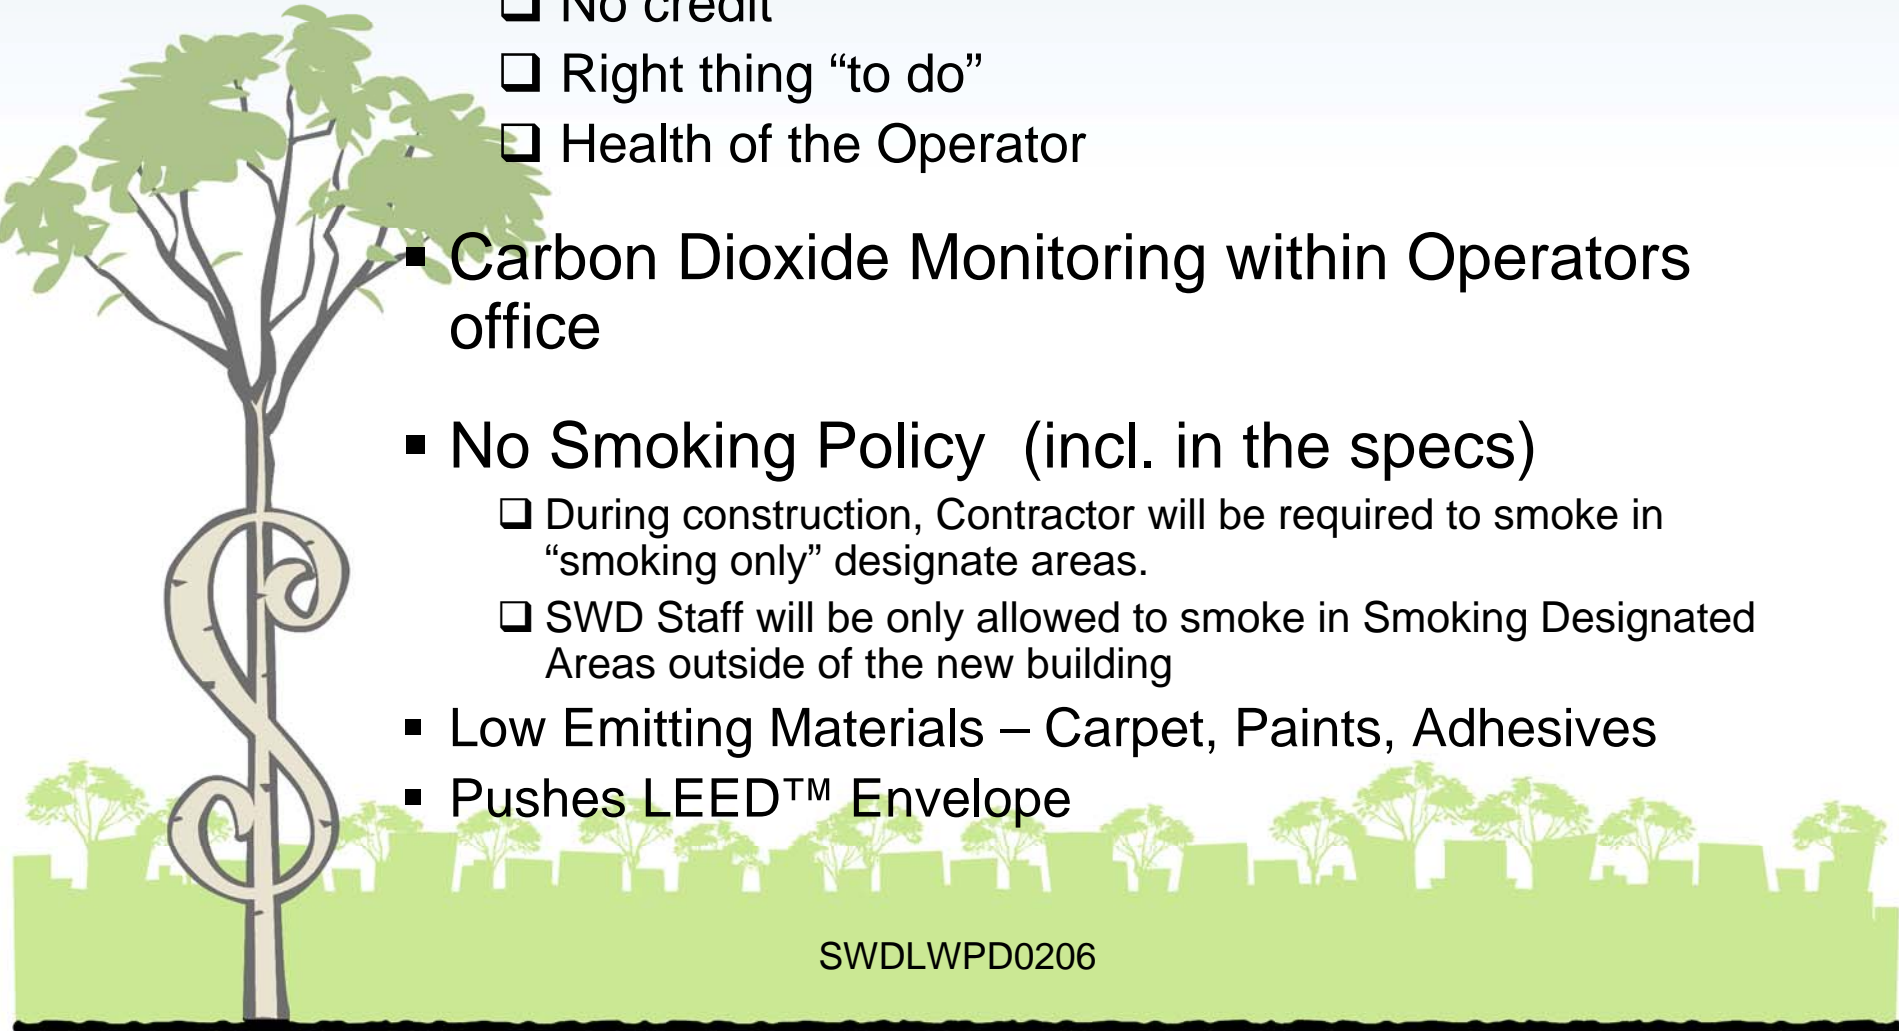 ❑ No credit
❑ Right thing “to do”
❑ Health of the Operator
▪ Carbon Dioxide Monitoring within Operators
office
▪ No Smoking Policy (incl. in the specs)
❑ During construction, Contractor will be required to smoke in
“smoking only” designate areas.
❑ SWD Staff will be only allowed to smoke in Smoking Designated
Areas outside of the new building
▪ Low Emitting Materials – Carpet, Paints, Adhesives
▪ Pushes LEED™ Envelope
SWDLWPD0206